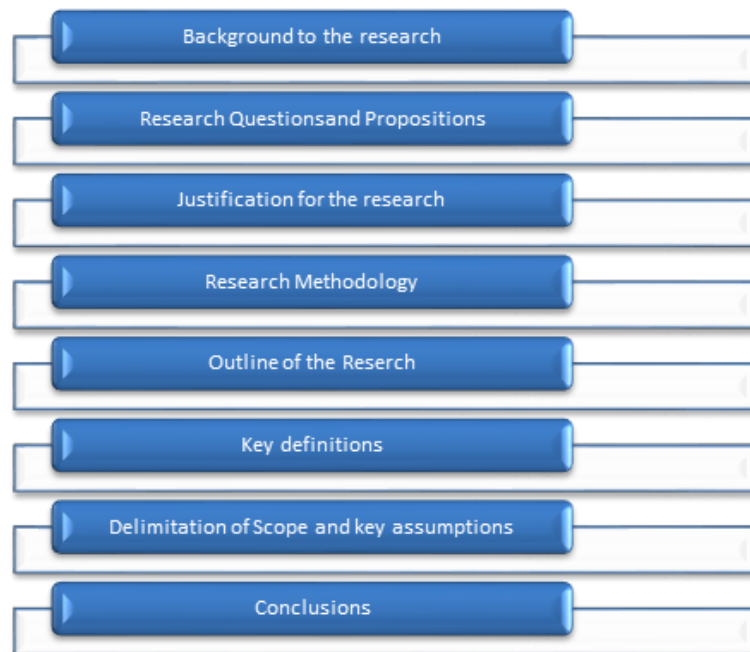 Background to the research
Research Questionsand Propositions
Justification for the research
Research Methodology
Outline of the Reserch
Key definitions
Delimitation of Scope and key assumptions
Conclusions